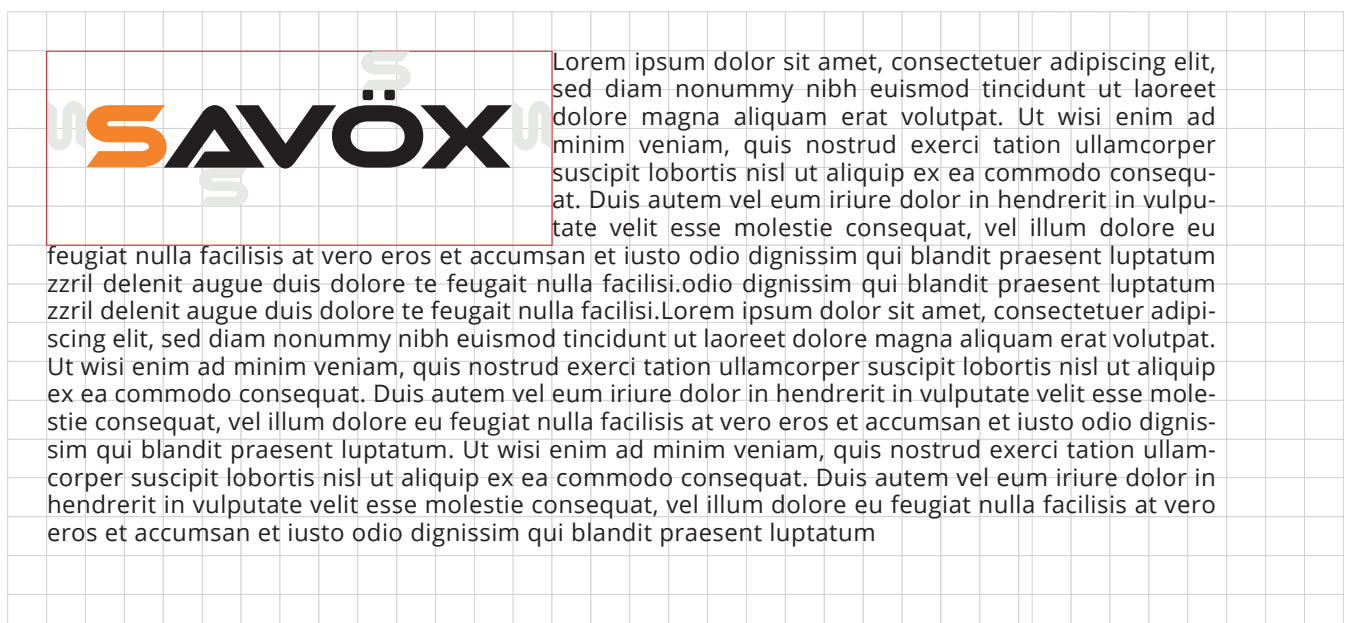 SAVÖX
Lorem ipsum dolor sit amet, consectetuer adipiscing elit,
sed diam nonummy nibh euismod tincidunt ut laoreet
dolore magna aliquam erat volutpat. Ut wisi enim ad
minim veniam, quis nostrud exerci tation ullamcorper
suscipit lobortis nisl ut aliquip ex ea commodo consequ-
at. Duis autem vel eum iriure dolor in hendrerit in vulpu-
tate velit esse molestie consequat, vel illum dolore eu
feugiat nulla facilisis at vero eros et accumsan et iusto odio dignissim qui blandit praesent luptatum
zzril delenit augue duis dolore te feugait nulla facilisi.odio dignissim qui blandit praesent luptatum
zzril delenit augue duis dolore te feugait nulla facilisi.Lorem ipsum dolor sit amet, consectetuer adipi-
scing elit, sed diam nonummy nibh euismod tincidunt ut laoreet dolore magna aliquam erat volutpat.
Ut wisi enim ad minim veniam, quis nostrud exerci tation ullamcorper suscipit lobortis nisl ut aliquip
ex ea commodo consequat. Duis autem vel eum iriure dolor in hendrerit in vulputate velit esse mole-
stie consequat, vel illum dolore eu feugiat nulla facilisis at vero eros et accumsan et iusto odio dignis-
sim qui blandit praesent luptatum. Ut wisi enim ad minim veniam, quis nostrud exerci tation ullam-
corper suscipit lobortis nisl ut aliquip ex ea commodo consequat. Duis autem vel eum iriure dolor in
hendrerit in vulputate velit esse molestie consequat, vel illum dolore eu feugiat nulla facilisis at vero
eros et accumsan et iusto odio dignissim qui blandit praesent luptatum